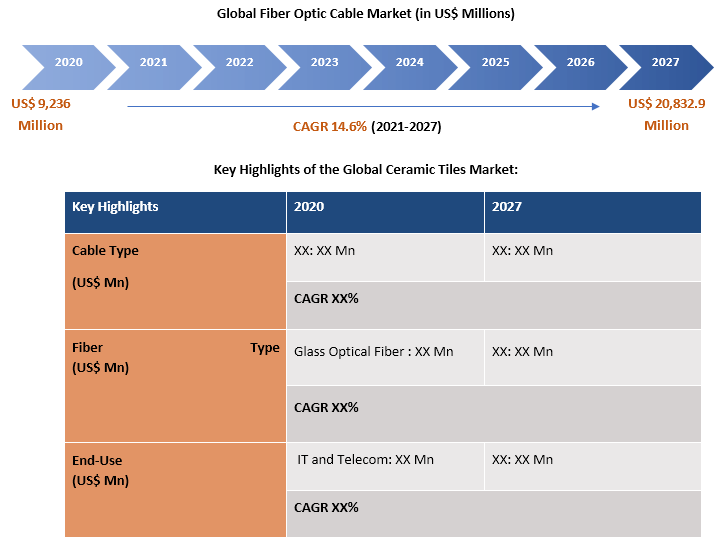 Global Fiber Optic Cable Market (in US$ Millions)
2020 2021 2022 2023 2024 2025 2026 2027
US$ 9,236
Million
US$ 20,832.9
Million
CAGR 14.6% (2021-2027)
Key Highlights of the Global Ceramic Tiles Market:
Key Highlights 2020 2027
Cable Type XX: XX Mn XX: XX Mn
(US$ Mn)
CAGR XX%
Fiber Type Glass Optical Fiber : XX Mn XX: XX Mn
(US$ Mn)
CAGR XX%
End-Use IT and Telecom: XX Mn XX: XX Mn
(US$ Mn)
CAGR XX%